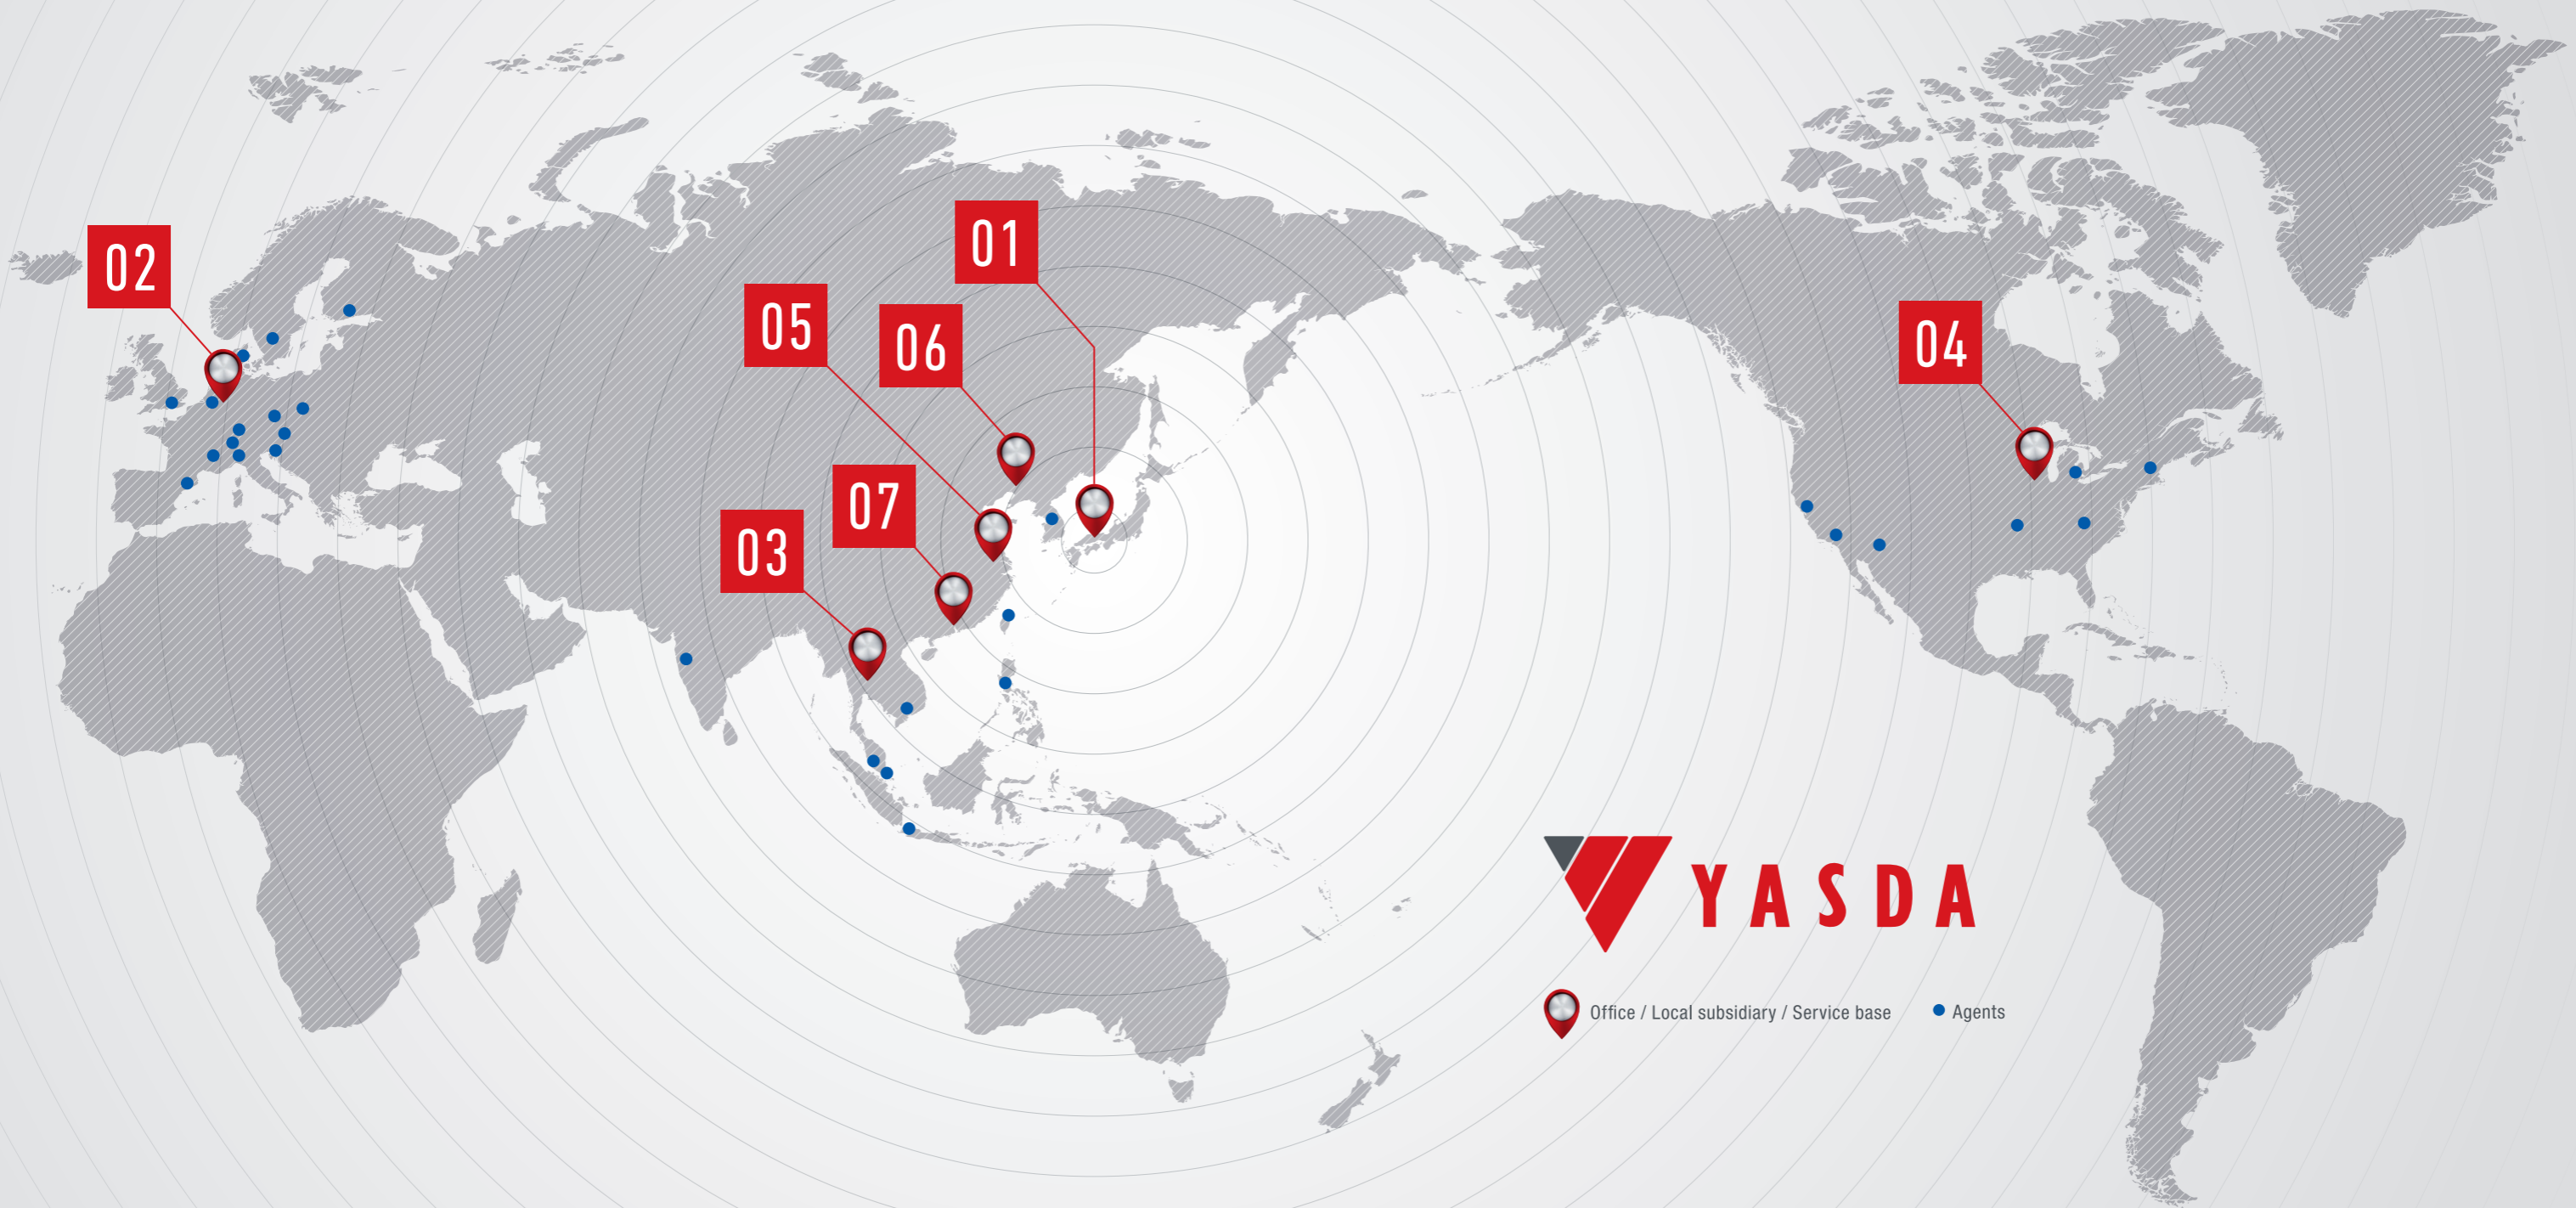 01
02
05
04
06
07
03
YASDA
Office / Local subsidiary / Service base
Agents